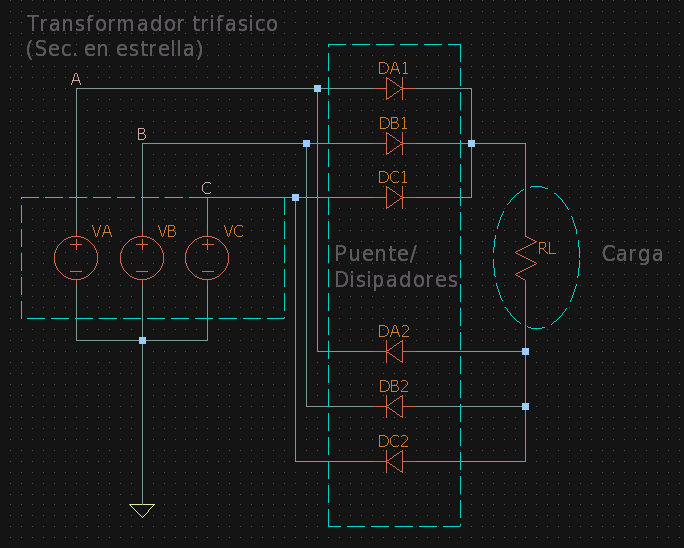 Transformador trifasico
(Sec. en estrella)
A
DA1
B
DB1
C
DC1
VA
VB
VC
Puente/
Disipadores
RL
Carga
DA2
DB2
DC2